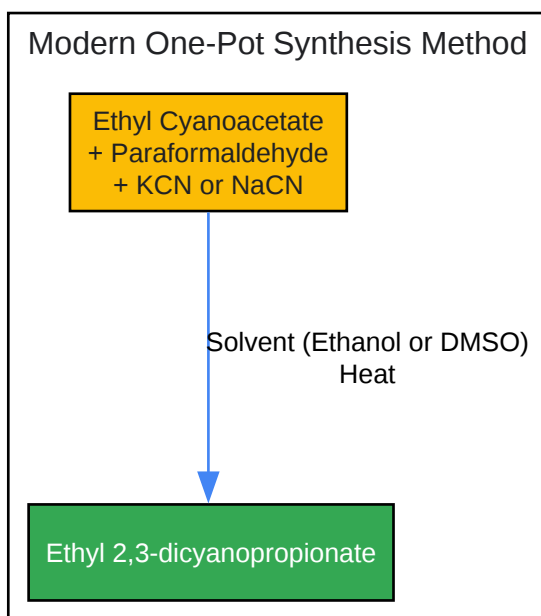 Modern One-Pot Synthesis Method
Ethyl Cyanoacetate
+ Paraformaldehyde
+ KCN or NaCN
Solvent (Ethanol or DMSO)
Heat
Ethyl 2,3-dicyanopropionate